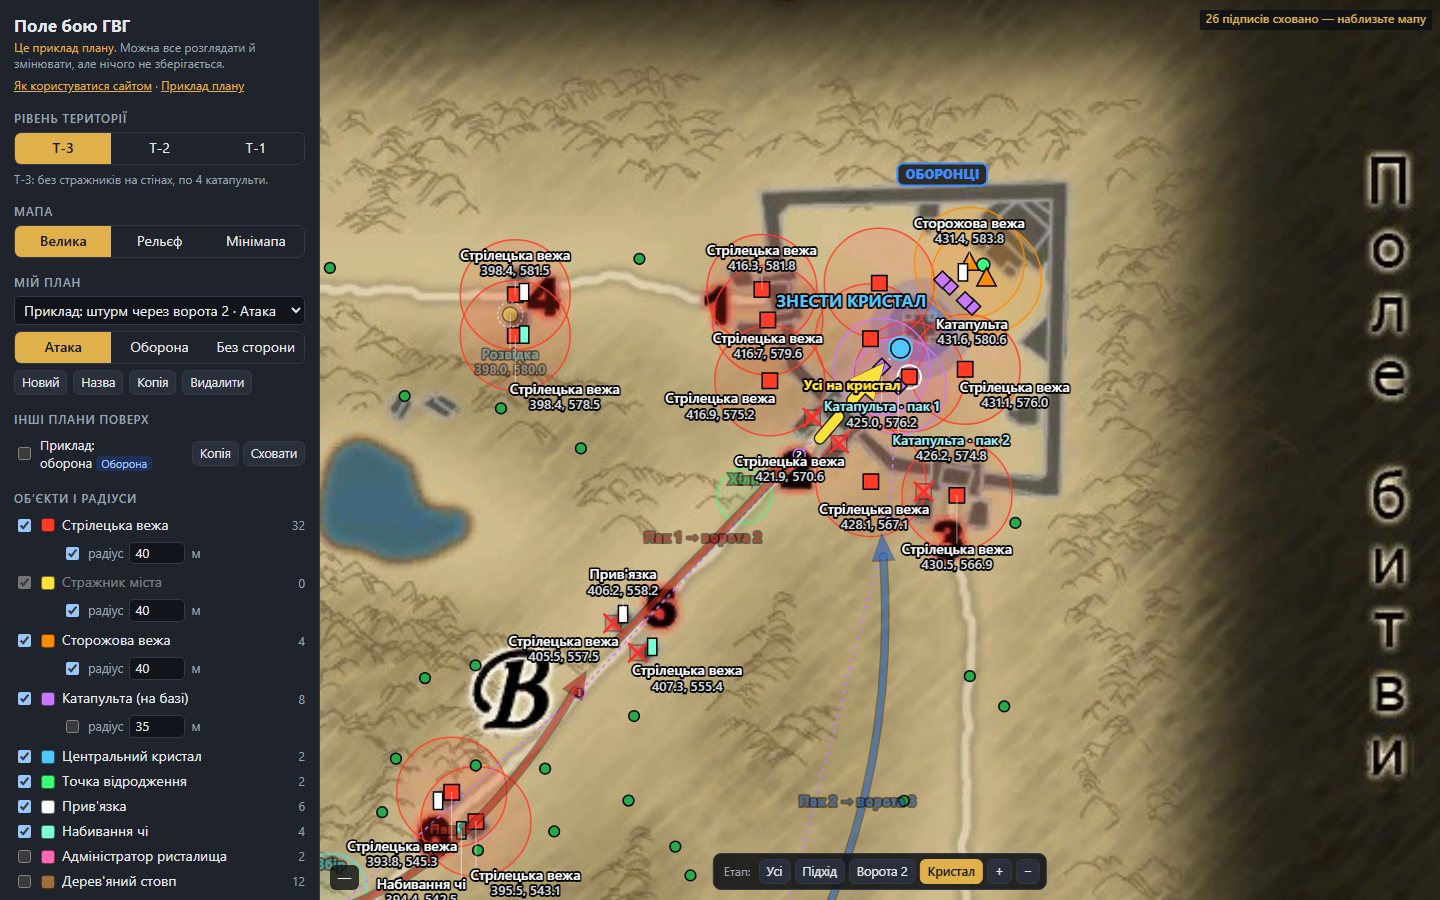 Поле бою ГВГ
Це приклад плану. Можна все розглядати й
змінювати, але нічого не зберігається.
Як користуватися сайтом · Приклад плану
РІВЕНЬ ТЕРИТОРІЇ
Т-3 Т-2 Т-1
Т-3: без стражників на стінах, по 4 катапульти.
МАПА
Велика Рельєф Мінімапа
МІЙ ПЛАН
Приклад: штурм через ворота 2 · Атака
Атака Оборона Без сторони
Новий Назва Копія Видалити
ІНШІ ПЛАНИ ПОВЕРХ
Приклад:
оборона Оборона Копія Сховати
ОБ'ЄКТИ І РАДІУСИ
Стрілецька вежа 32
радіус 40 м
Стражник міста 0
радіус 40 м
Сторожова вежа 4
радіус 40 м
Катапульта (на базі) 8
радіус 35 м
Центральний кристал 2
Точка відродження 2
Прив'язка 6
Набивання чі 4
Адміністратор ристалища 2
Дерев'яний стовп 12
26 підписів сховано — наблизьте мапу
ОБОРОНЦІ
Сторожова вежа
431.4, 583.8
Стрілецька вежа
398.4, 581.5
Стрілецька вежа
416.3, 581.8
4
1
ЗНЕСТИ КРИСТАЛ
Катапульта
431.6, 580.6
Стрілецька вежа
416.7, 579.6
Розвідка
398.0, 580.0
Стрілецька вежа
398.4, 578.5
Усі на кристал
Стрілецька вежа
431.1, 576.0
Стрілецька вежа
416.9, 575.2
Катапульта · пак 1
425.0, 576.2
Катапульта · пак 2
426.2, 574.8
2
Стрілецька вежа
421.9, 570.6
Стрілецька вежа
428.1, 567.1
3
Пак 1 → ворота 2
Стрілецька вежа
430.5, 566.9
Прив'язка
406.2, 558.2
5
Стрілецька вежа
405.5, 557.5
Стрілецька вежа
407.3, 555.4
В
Пак 2 → ворота 3
Стрілецька вежа
393.8, 545.3
Стрілецька вежа
395.5, 543.1
Набивання чі
Етап: Усі Підхід Ворота 2 Кристал + −
Поле битви